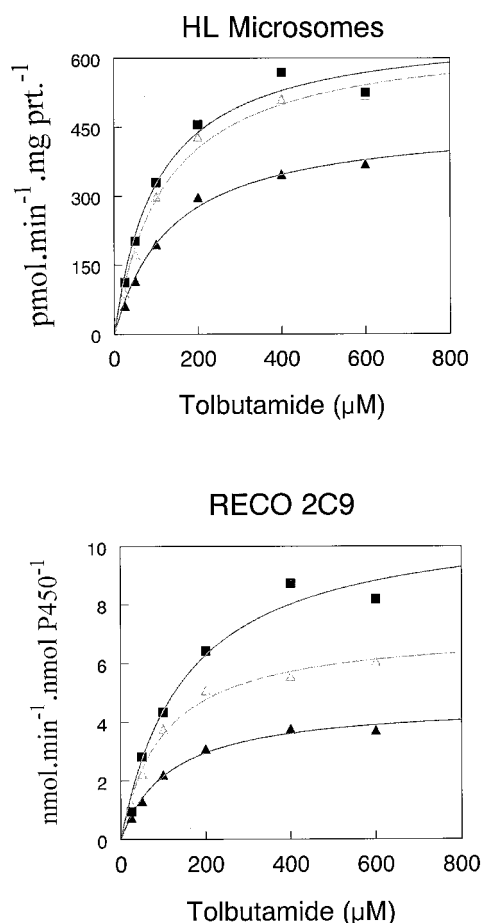 HL Microsomes
600
450
300
150
0
pmol.min⁻¹.mg prt.⁻¹
0 200 400 600 800
Tolbutamide (µM)
RECO 2C9
10
8
6
4
2
0
nmol.min⁻¹.nmol P450⁻¹
0 200 400 600 800
Tolbutamide (µM)